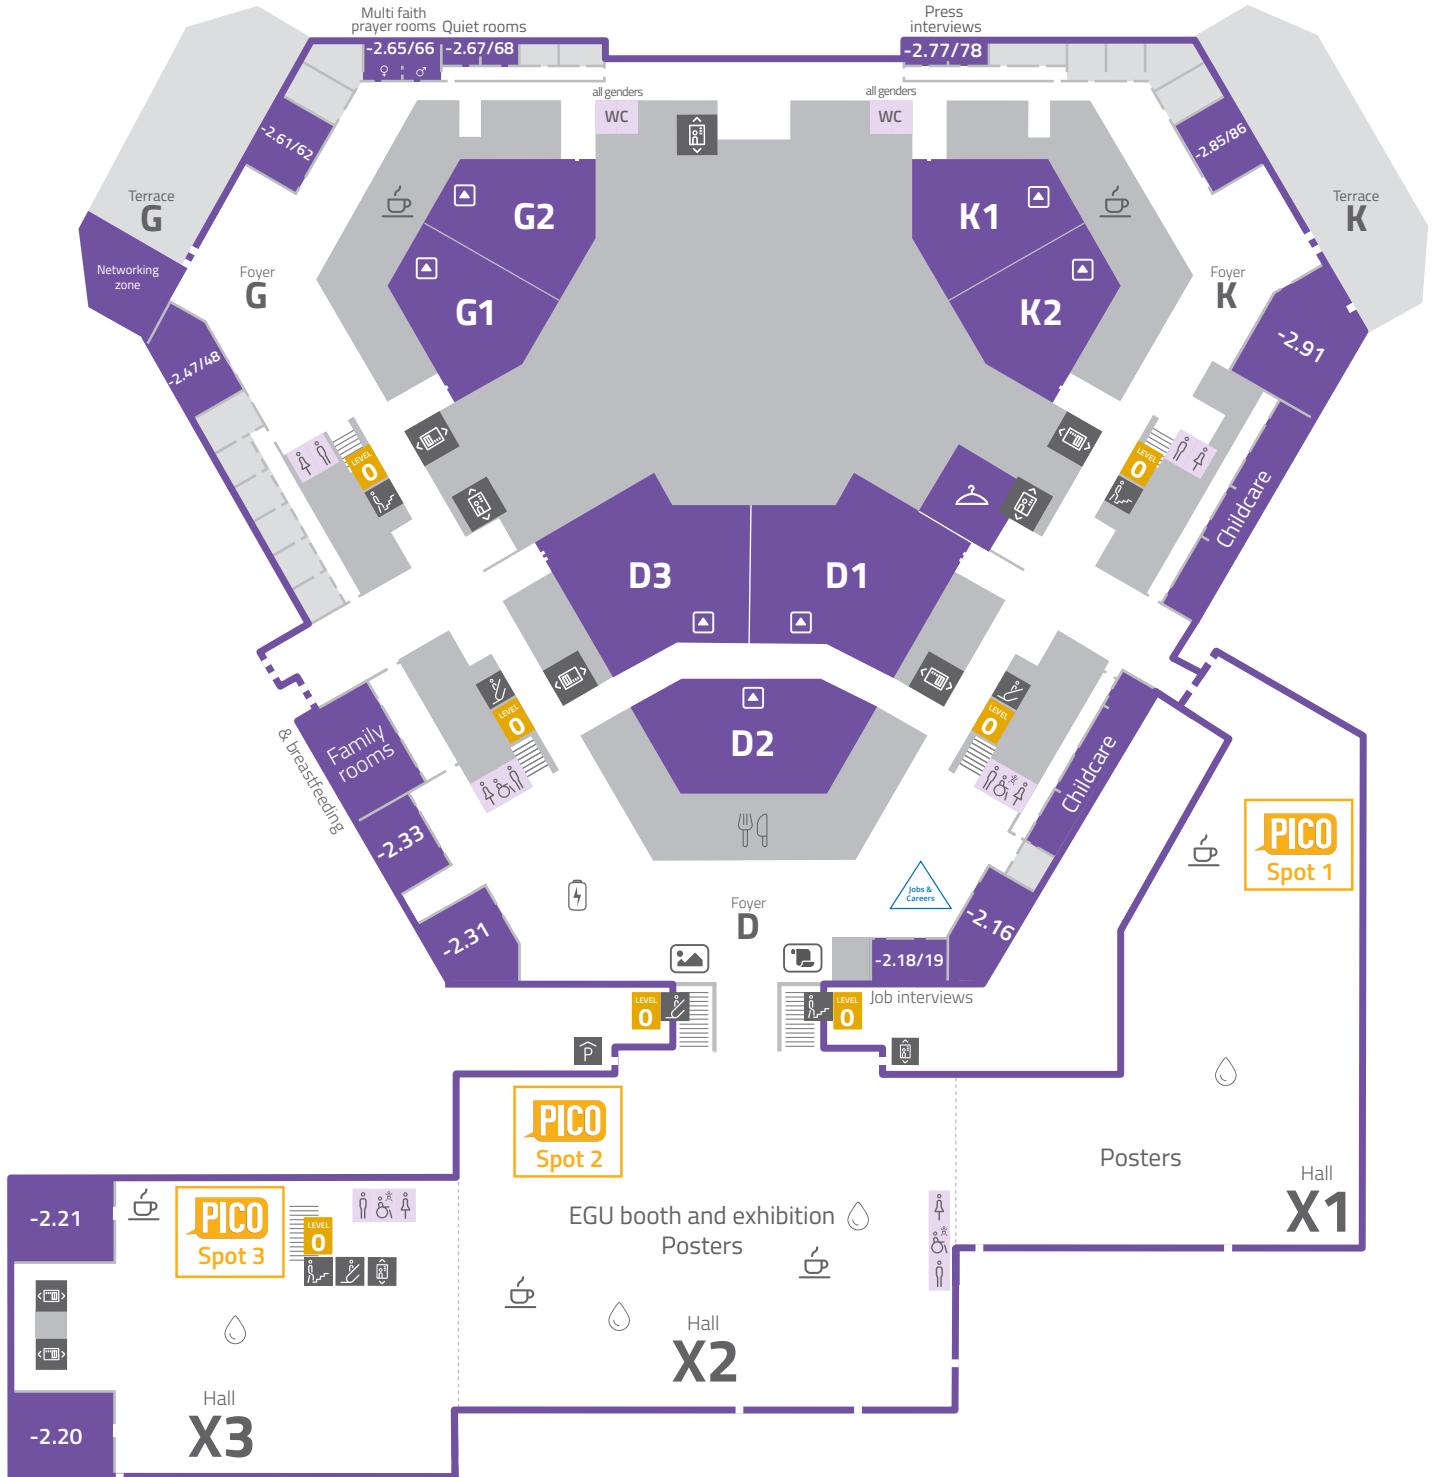 Multi faith
prayer rooms
Quiet rooms
Press
interviews
-2.65/66
-2.67/68
-2.77/78
all genders
WC
all genders
WC
-2.61/62
-2.85/86
Terrace
G
Terrace
K
G2
K1
Networking
zone
Foyer
G
Foyer
K
G1
K2
-2.47/48
-2.91
LEVEL
0
LEVEL
0
Childcare
D3
D1
LEVEL
0
LEVEL
0
Family
rooms
& breastfeeding
D2
Childcare
-2.33
PICO
Spot 1
Jobs &
Careers
Foyer
D
-2.31
-2.16
-2.18/19
Job interviews
LEVEL
0
LEVEL
0
P
PICO
Spot 2
Posters
Hall
X1
-2.21
PICO
Spot 3
LEVEL
0
EGU booth and exhibition
Posters
Hall
X2
Hall
X3
-2.20